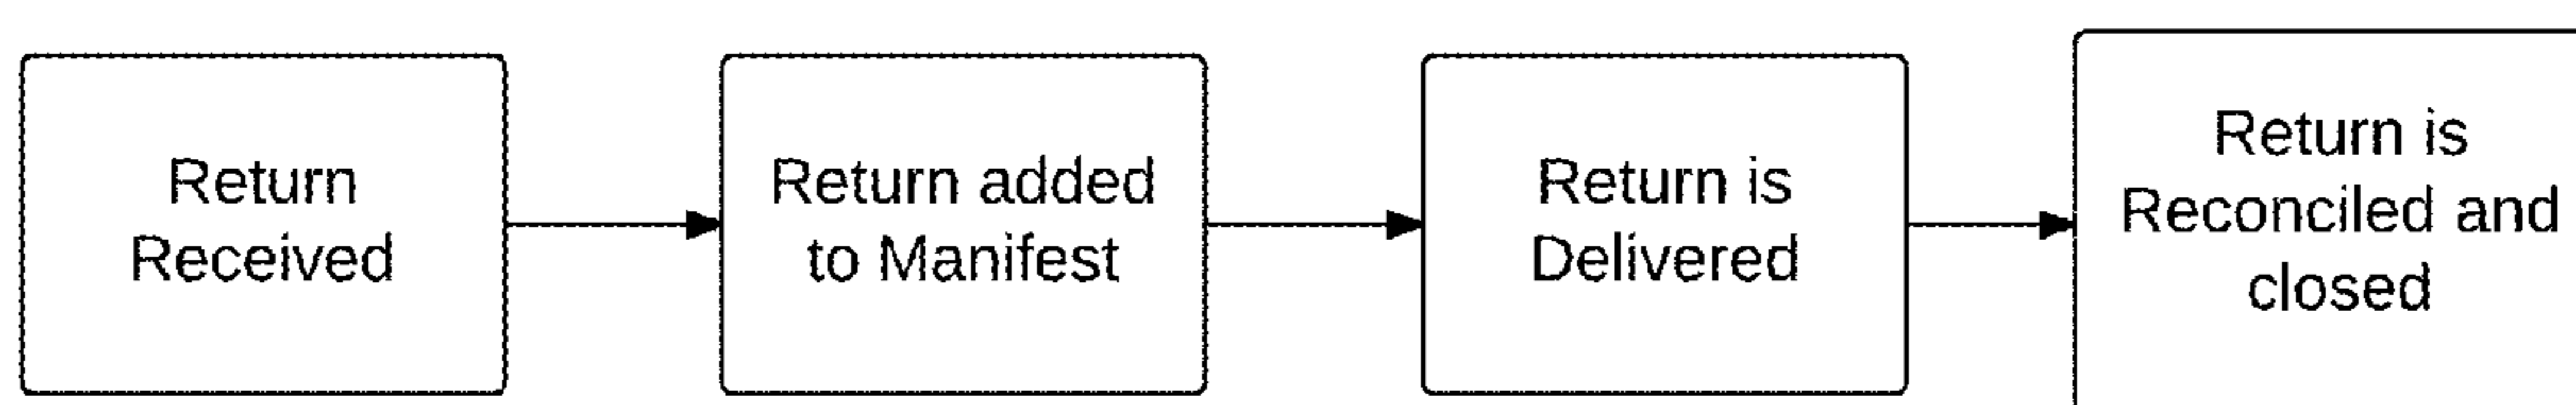 Return
Received
Return added
to Manifest
Return is
Delivered
Return is
Reconciled and
closed